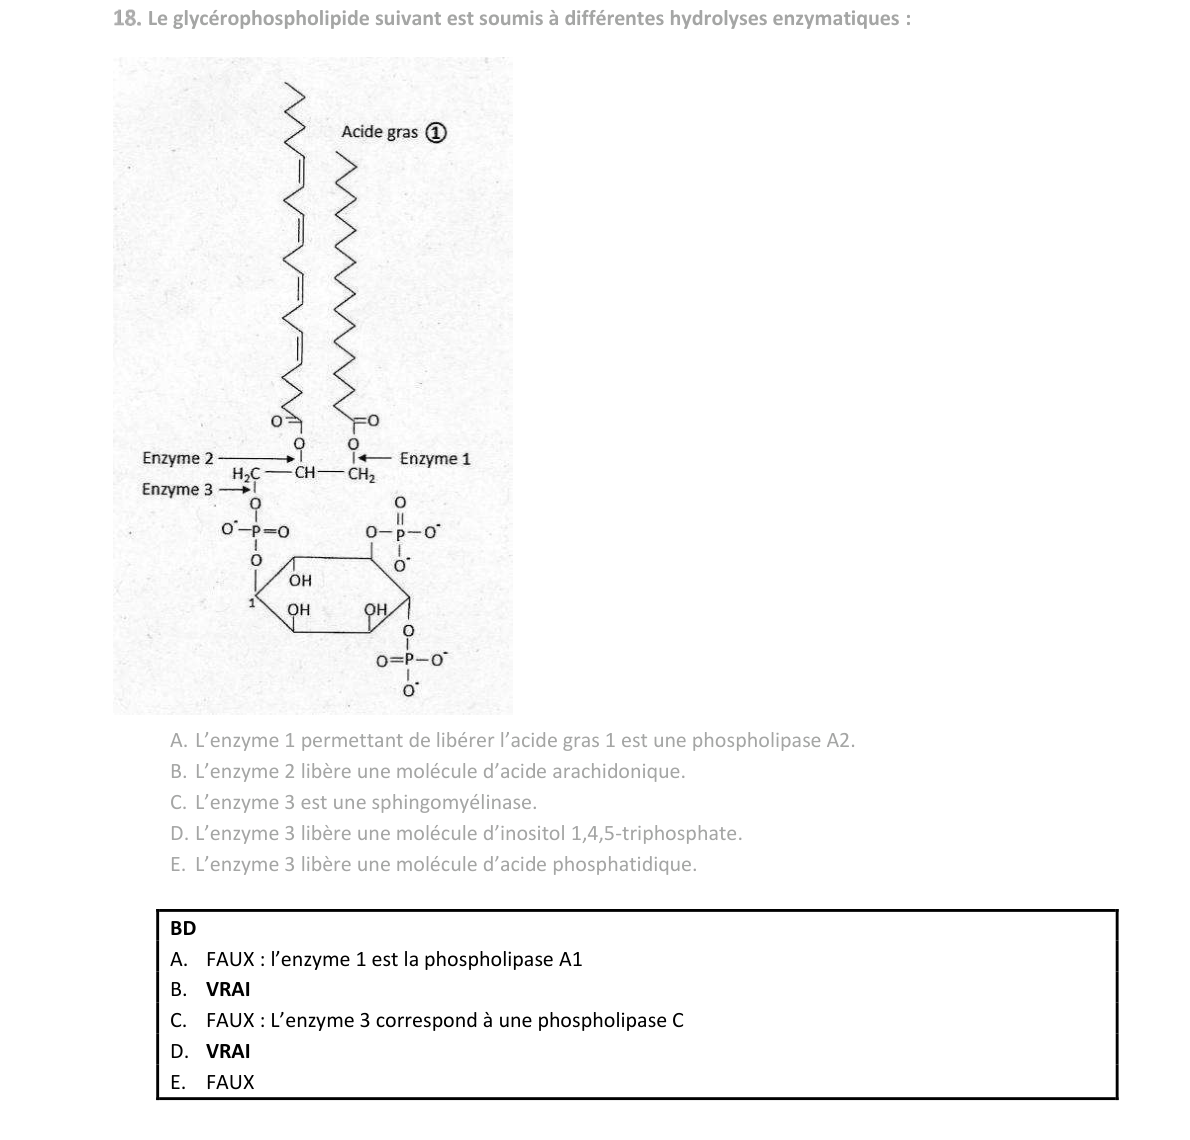 18. Le glycérophospholipide suivant est soumis à différentes hydrolyses enzymatiques :
Acide gras ①
O= =O
O O
Enzyme 2 Enzyme 1
H₂C—CH—CH₂
Enzyme 3
O O
O⁻—P=O O—P—O⁻
O O⁻
OH
1 OH OH
O
O=P—O⁻
O⁻
A. L'enzyme 1 permettant de libérer l'acide gras 1 est une phospholipase A2.
B. L'enzyme 2 libère une molécule d'acide arachidonique.
C. L'enzyme 3 est une sphingomyélinase.
D. L'enzyme 3 libère une molécule d'inositol 1,4,5-triphosphate.
E. L'enzyme 3 libère une molécule d'acide phosphatidique.
BD
A. FAUX : l'enzyme 1 est la phospholipase A1
B. VRAI
C. FAUX : L'enzyme 3 correspond à une phospholipase C
D. VRAI
E. FAUX